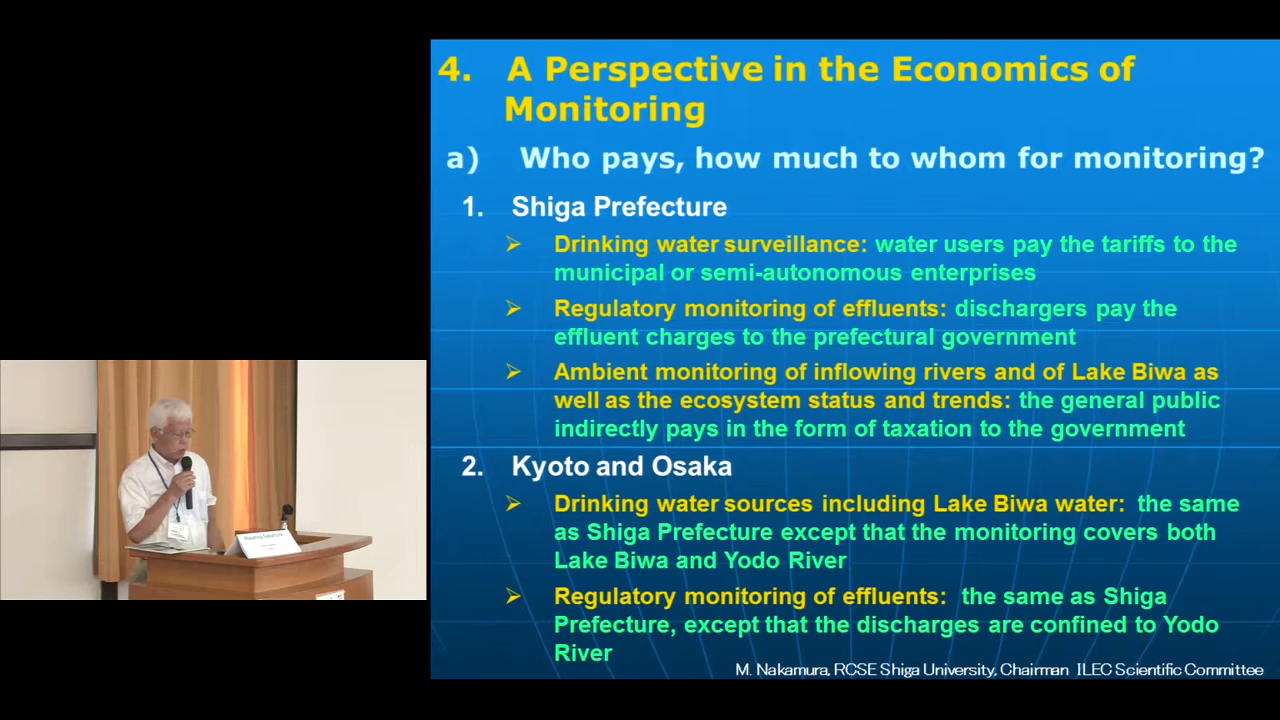 4. A Perspective in the Economics of
Monitoring
a) Who pays, how much to whom for monitoring?
1. Shiga Prefecture
➢ Drinking water surveillance: water users pay the tariffs to the
municipal or semi-autonomous enterprises
➢ Regulatory monitoring of effluents: dischargers pay the
effluent charges to the prefectural government
➢ Ambient monitoring of inflowing rivers and of Lake Biwa as
well as the ecosystem status and trends: the general public
indirectly pays in the form of taxation to the government
2. Kyoto and Osaka
➢ Drinking water sources including Lake Biwa water: the same
as Shiga Prefecture except that the monitoring covers both
Lake Biwa and Yodo River
➢ Regulatory monitoring of effluents: the same as Shiga
Prefecture, except that the discharges are confined to Yodo
River
M. Nakamura, RCSE Shiga University, Chairman ILEC Scientific Committee